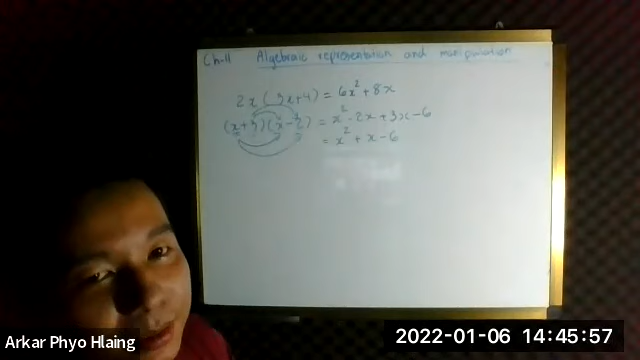 Ch-11 Algebraic representation and manipulation
2x(3x+4) = 6x² + 8x
(x+3)(x-2) = x² - 2x + 3x - 6
= x² + x - 6
Arkar Phyo Hlaing
2022-01-06 14:45:57